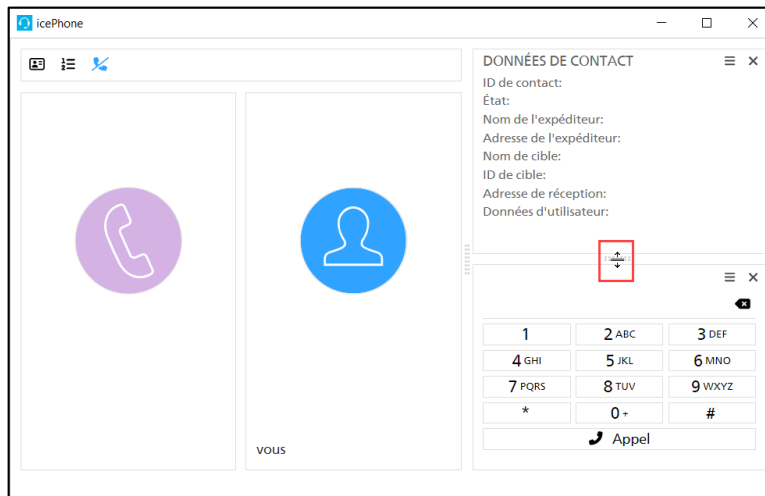 icePhone
DONNÉES DE CONTACT
ID de contact:
État:
Nom de l'expéditeur:
Adresse de l'expéditeur:
Nom de cible:
ID de cible:
Adresse de réception:
Données d'utilisateur:
vous
1 2 ABC 3 DEF
4 GHI 5 JKL 6 MNO
7 PQRS 8 TUV 9 WXYZ
* 0 + #
Appel